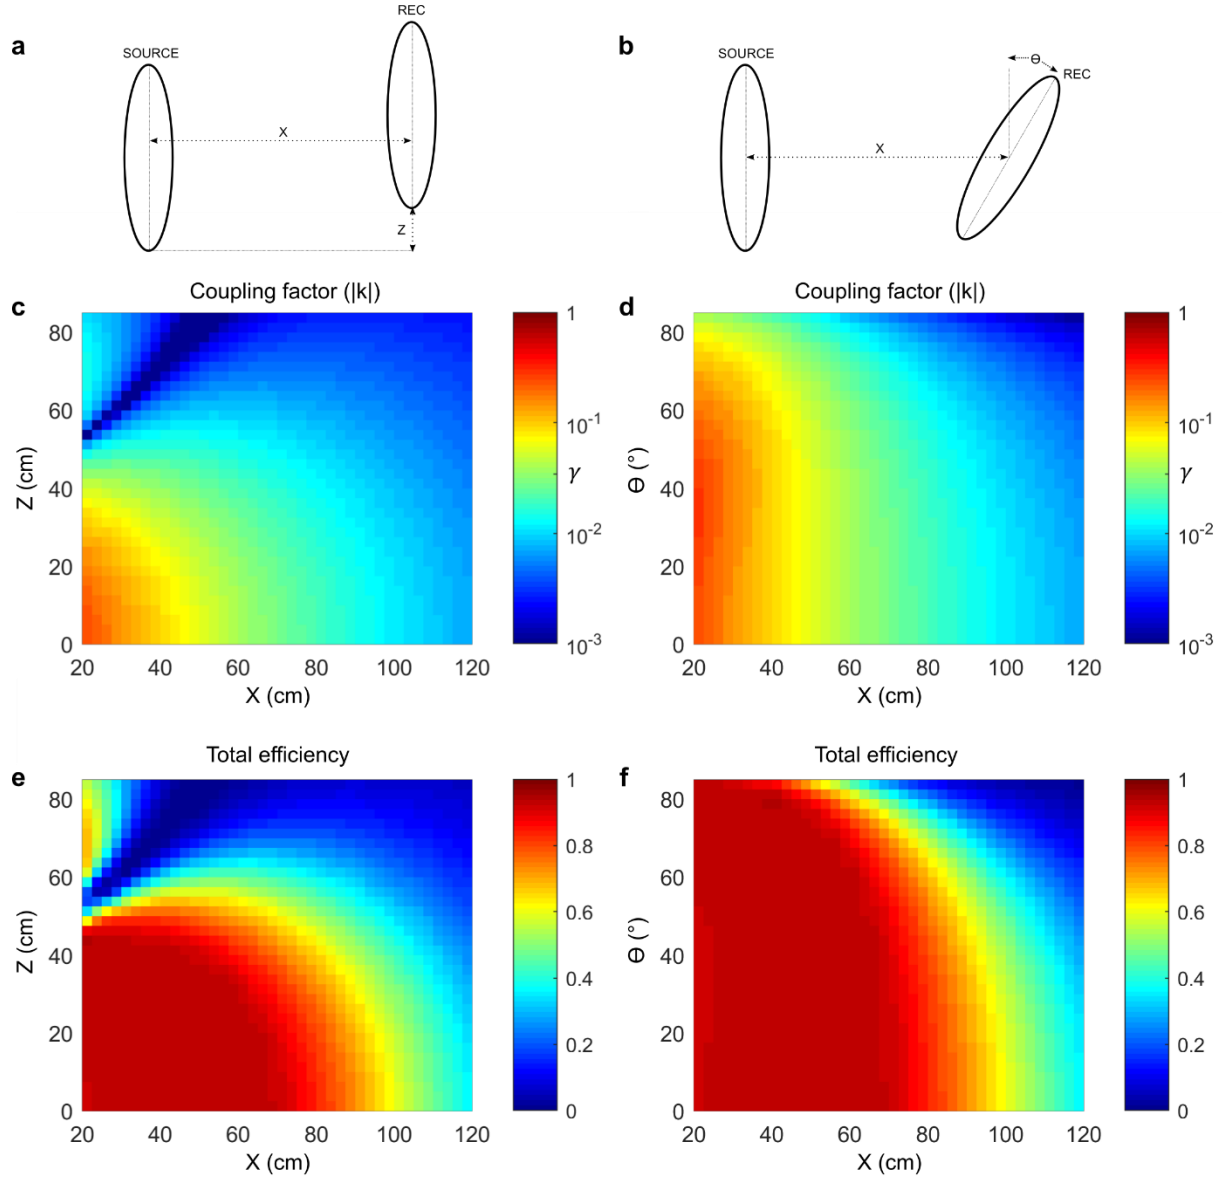 a
SOURCE
REC
X
Z
b
SOURCE
REC
Ө
X
c
Coupling factor (|k|)
80
60
40
20
0
Z (cm)
20 40 60 80 100 120
X (cm)
1
10⁻¹
γ
10⁻²
10⁻³
d
Coupling factor (|k|)
80
60
40
20
0
Ө (°)
20 40 60 80 100 120
X (cm)
1
10⁻¹
γ
10⁻²
10⁻³
e
Total efficiency
80
60
40
20
0
Z (cm)
20 40 60 80 100 120
X (cm)
1
0.8
0.6
0.4
0.2
0
f
Total efficiency
80
60
40
20
0
Ө (°)
20 40 60 80 100 120
X (cm)
1
0.8
0.6
0.4
0.2
0